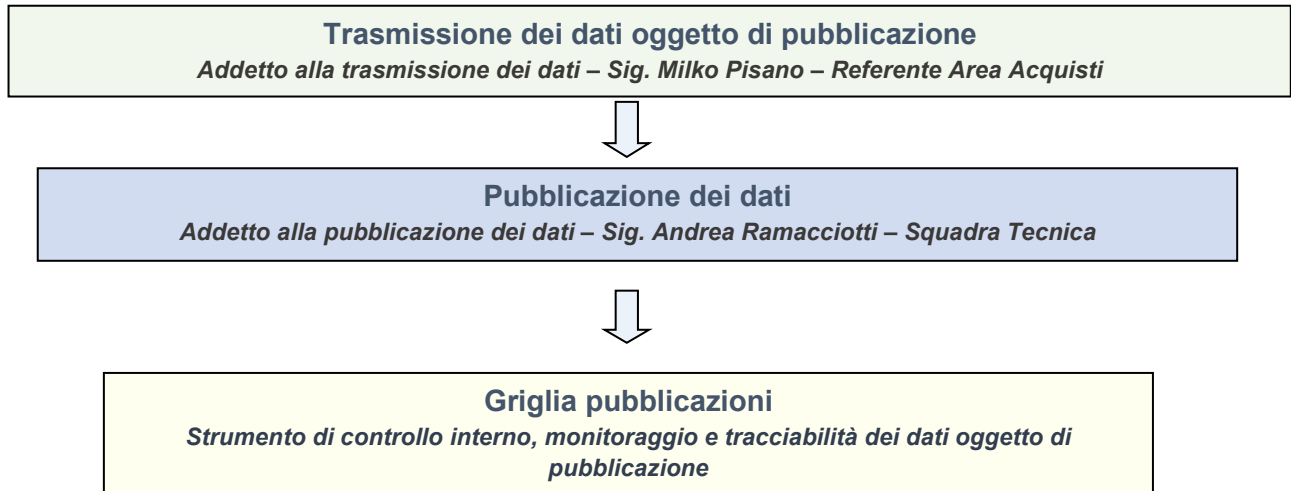 Trasmissione dei dati oggetto di pubblicazione
Addetto alla trasmissione dei dati – Sig. Milko Pisano – Referente Area Acquisti
Pubblicazione dei dati
Addetto alla pubblicazione dei dati – Sig. Andrea Ramacciotti – Squadra Tecnica
Griglia pubblicazioni
Strumento di controllo interno, monitoraggio e tracciabilità dei dati oggetto di
pubblicazione